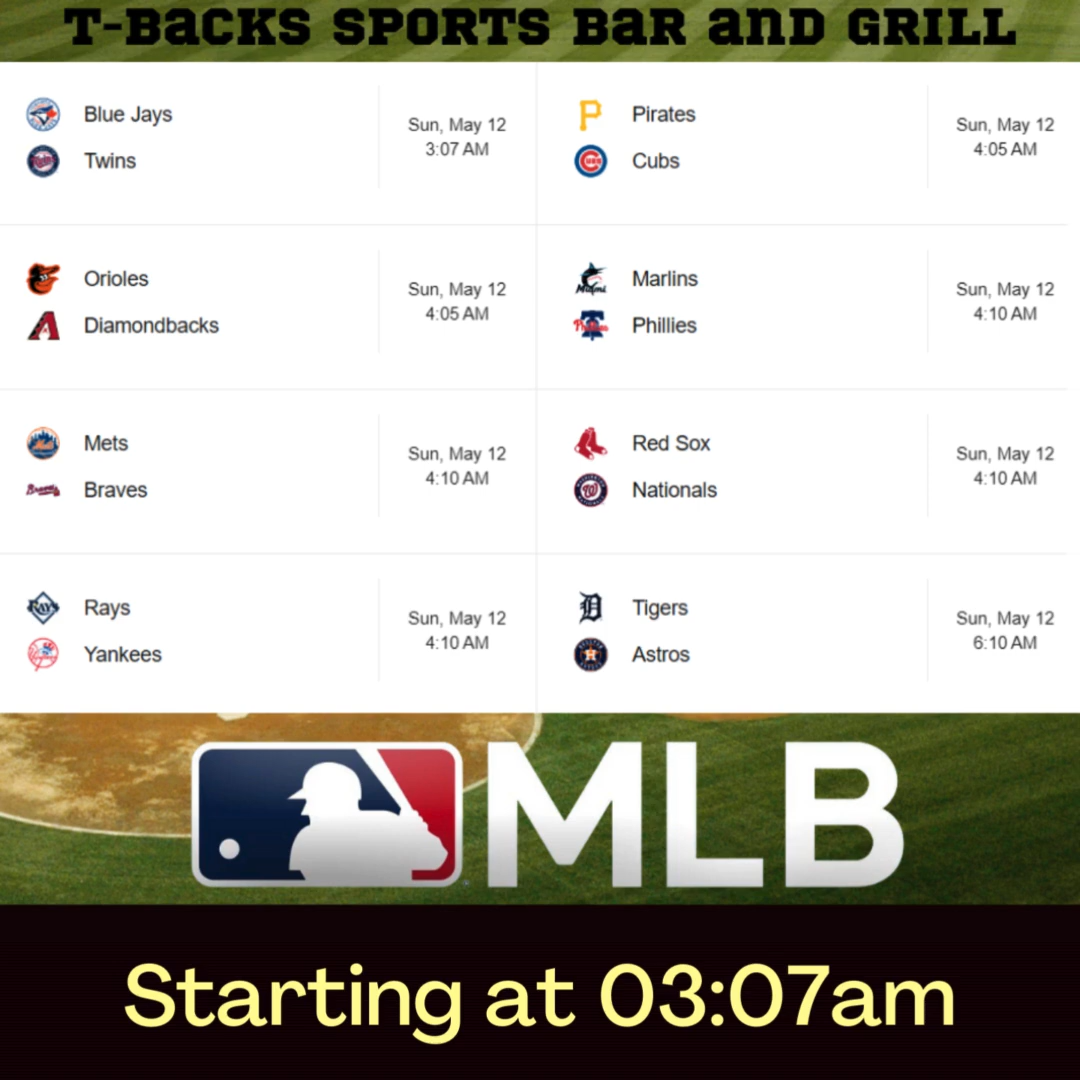 T-BACKS SPORTS BAR AND GRILL
Blue Jays
Twins
Sun, May 12
3:07 AM
Pirates
Cubs
Sun, May 12
4:05 AM
Orioles
Diamondbacks
Sun, May 12
4:05 AM
Marlins
Phillies
Sun, May 12
4:10 AM
Mets
Braves
Sun, May 12
4:10 AM
Red Sox
Nationals
Sun, May 12
4:10 AM
Rays
Yankees
Sun, May 12
4:10 AM
Tigers
Astros
Sun, May 12
6:10 AM
MLB
Starting at 03:07am